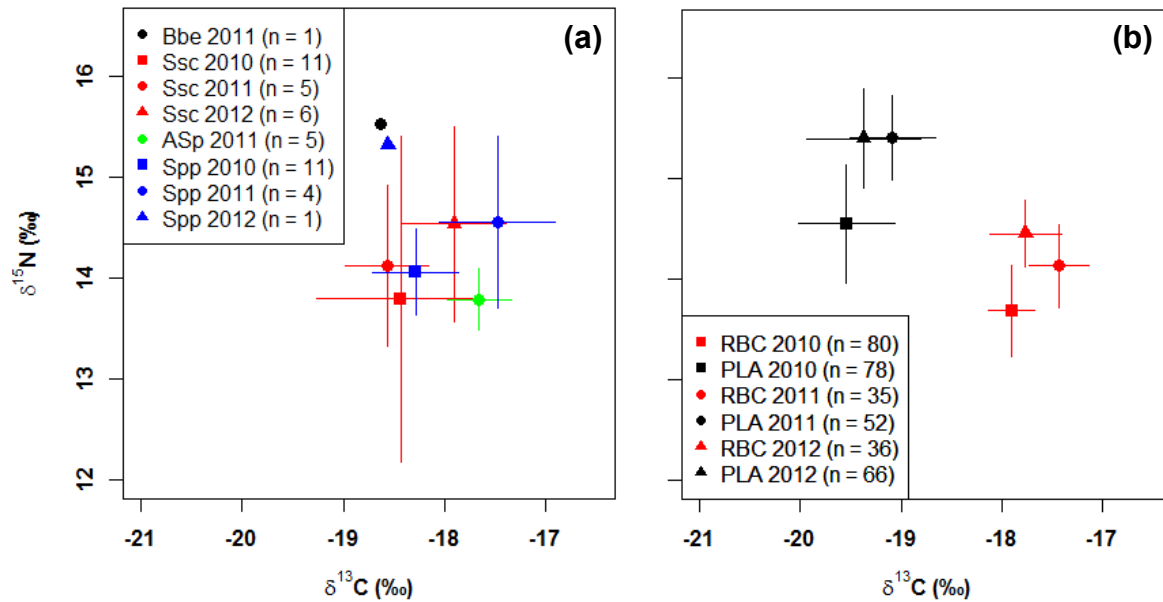 (a)
Bbe 2011 (n = 1)
Ssc 2010 (n = 11)
Ssc 2011 (n = 5)
Ssc 2012 (n = 6)
ASp 2011 (n = 5)
Spp 2010 (n = 11)
Spp 2011 (n = 4)
Spp 2012 (n = 1)
16
15
14
13
12
δ15N (‰)
-21 -20 -19 -18 -17
δ13C (‰)
(b)
RBC 2010 (n = 80)
PLA 2010 (n = 78)
RBC 2011 (n = 35)
PLA 2011 (n = 52)
RBC 2012 (n = 36)
PLA 2012 (n = 66)
-21 -20 -19 -18 -17
δ13C (‰)